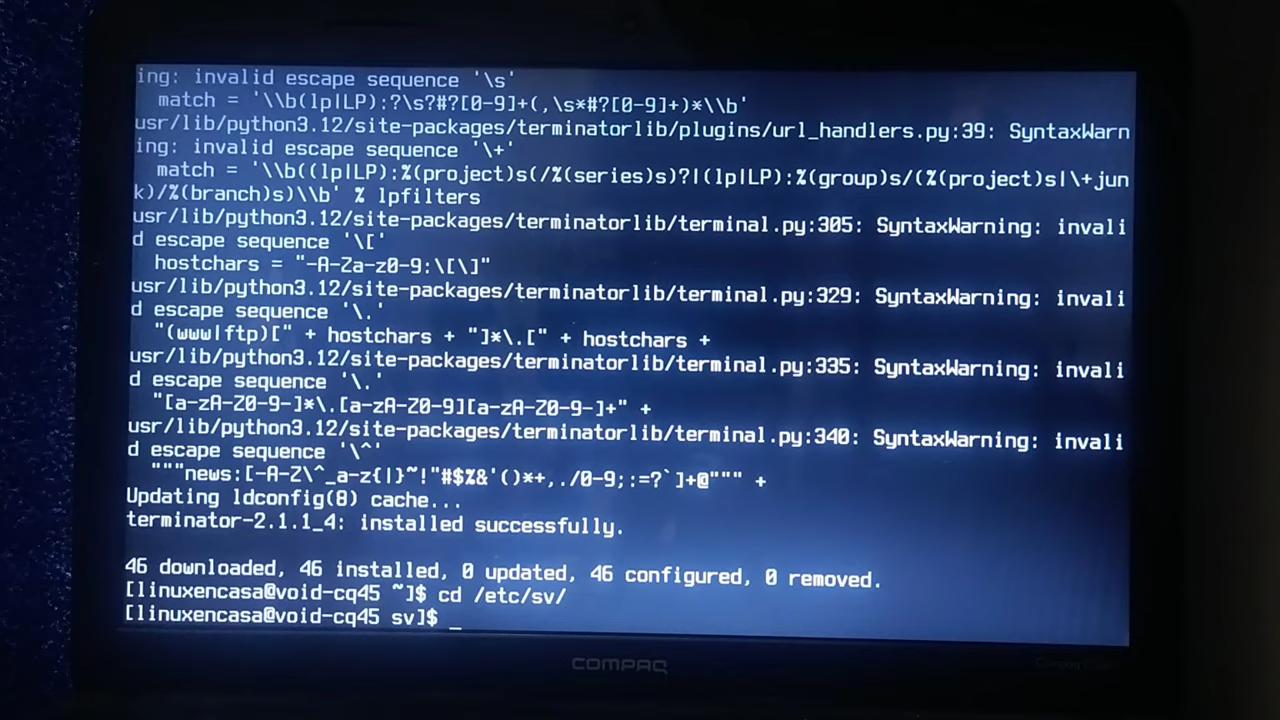 ing: invalid escape sequence '\s'
  match = '\\b(lp|LP):?\s?#?[0-9]+(,\s*#?[0-9]+)*\\b'
usr/lib/python3.12/site-packages/terminatorlib/plugins/url_handlers.py:39: SyntaxWarn
ing: invalid escape sequence '\+'
  match = '\\b((lp|LP):%(project)s(/%(series)s)?|(lp|LP):%(group)s/(%(project)s|\+jun
k)/%(branch)s)\\b' % lpfilters
usr/lib/python3.12/site-packages/terminatorlib/terminal.py:305: SyntaxWarning: invali
d escape sequence '\['
  hostchars = "-A-Za-z0-9:\[\]"
usr/lib/python3.12/site-packages/terminatorlib/terminal.py:329: SyntaxWarning: invali
d escape sequence '\.'
  "(www|ftp)[" + hostchars + "]*\.[" + hostchars +
usr/lib/python3.12/site-packages/terminatorlib/terminal.py:335: SyntaxWarning: invali
d escape sequence '\.'
  "[a-zA-Z0-9-]*\.[a-zA-Z0-9][a-zA-Z0-9-]+" +
usr/lib/python3.12/site-packages/terminatorlib/terminal.py:340: SyntaxWarning: invali
d escape sequence '\^'
  """news:[-A-Z\^_a-z{|}~!"#$%&'()*+,./0-9;:=?`]+@""" +
Updating ldconfig(8) cache...
terminator-2.1.1_4: installed successfully.
46 downloaded, 46 installed, 0 updated, 46 configured, 0 removed.
[linuxencasa@void-cq45 ~]$ cd /etc/sv/
[linuxencasa@void-cq45 sv]$ _
COMPAQ